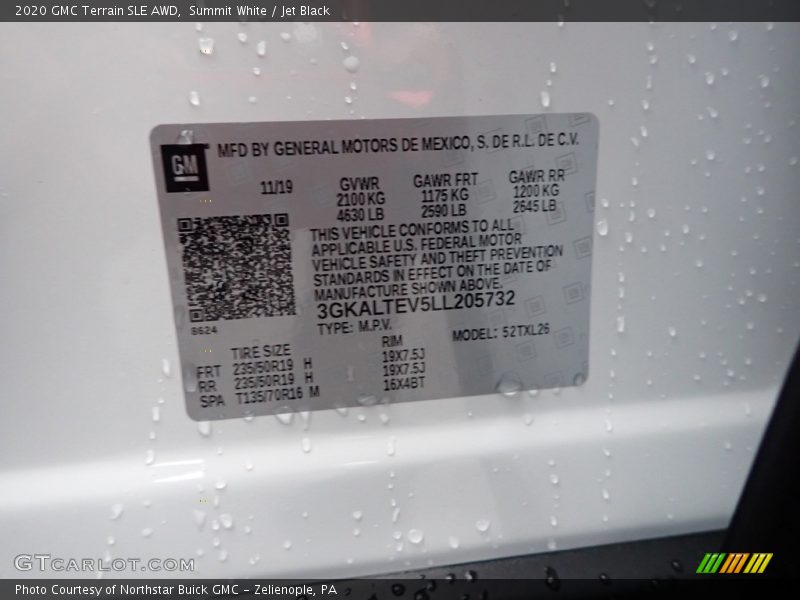 2020 GMC Terrain SLE AWD,  Summit White / Jet Black
GM
MFD BY GENERAL MOTORS DE MEXICO, S. DE R.L. DE C.V.
11/19 GVWR GAWR FRT GAWR RR
2100 KG 1175 KG 1200 KG
4630 LB 2590 LB 2645 LB
THIS VEHICLE CONFORMS TO ALL
APPLICABLE U.S. FEDERAL MOTOR
VEHICLE SAFETY AND THEFT PREVENTION
STANDARDS IN EFFECT ON THE DATE OF
MANUFACTURE SHOWN ABOVE.
3GKALTEV5LL205732
8624
TYPE: M.P.V. MODEL: 52TXL26
TIRE SIZE RIM
FRT 235/50R19 H 19X7.5J
RR 235/50R19 H 19X7.5J
SPA T135/70R16 M 16X4BT
GTCARLOT.COM
Photo Courtesy of Northstar Buick GMC - Zelienople, PA